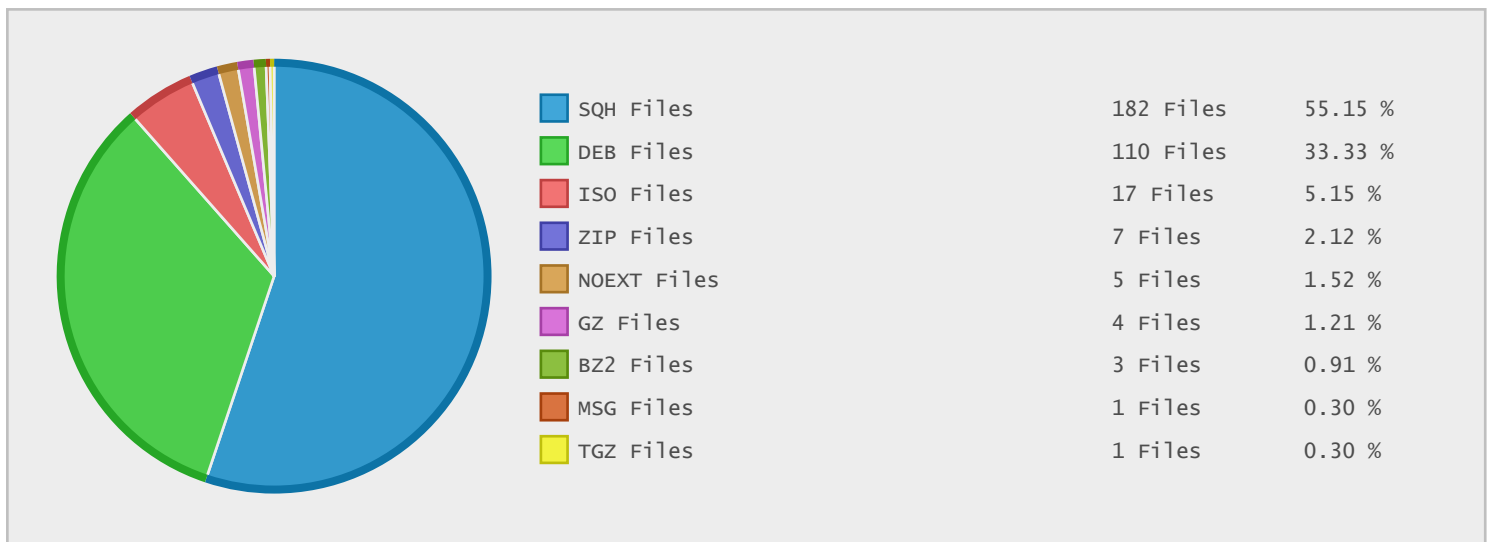 SQH Files 182 Files 55.15 %
DEB Files 110 Files 33.33 %
ISO Files 17 Files 5.15 %
ZIP Files 7 Files 2.12 %
NOEXT Files 5 Files 1.52 %
GZ Files 4 Files 1.21 %
BZ2 Files 3 Files 0.91 %
MSG Files 1 Files 0.30 %
TGZ Files 1 Files 0.30 %